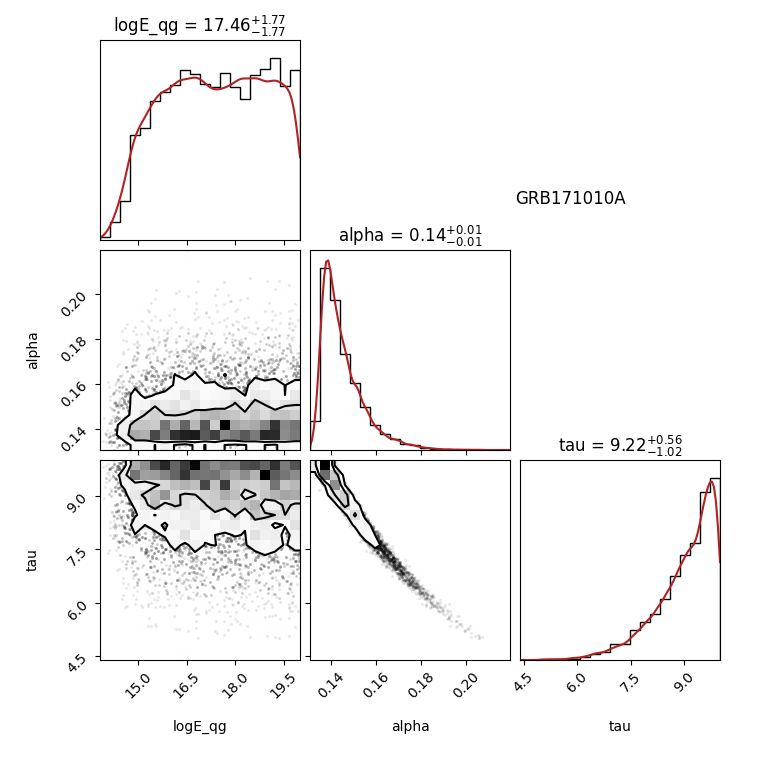 logE_qg = 17.46+1.77−1.77
GRB171010A
alpha = 0.14+0.01−0.01
alpha
0.20
0.18
0.16
0.14
tau = 9.22+0.56−1.02
tau
9.0
7.5
6.0
4.5
15.0 16.5 18.0 19.5 0.14 0.16 0.18 0.20 4.5 6.0 7.5 9.0
logE_qg alpha tau